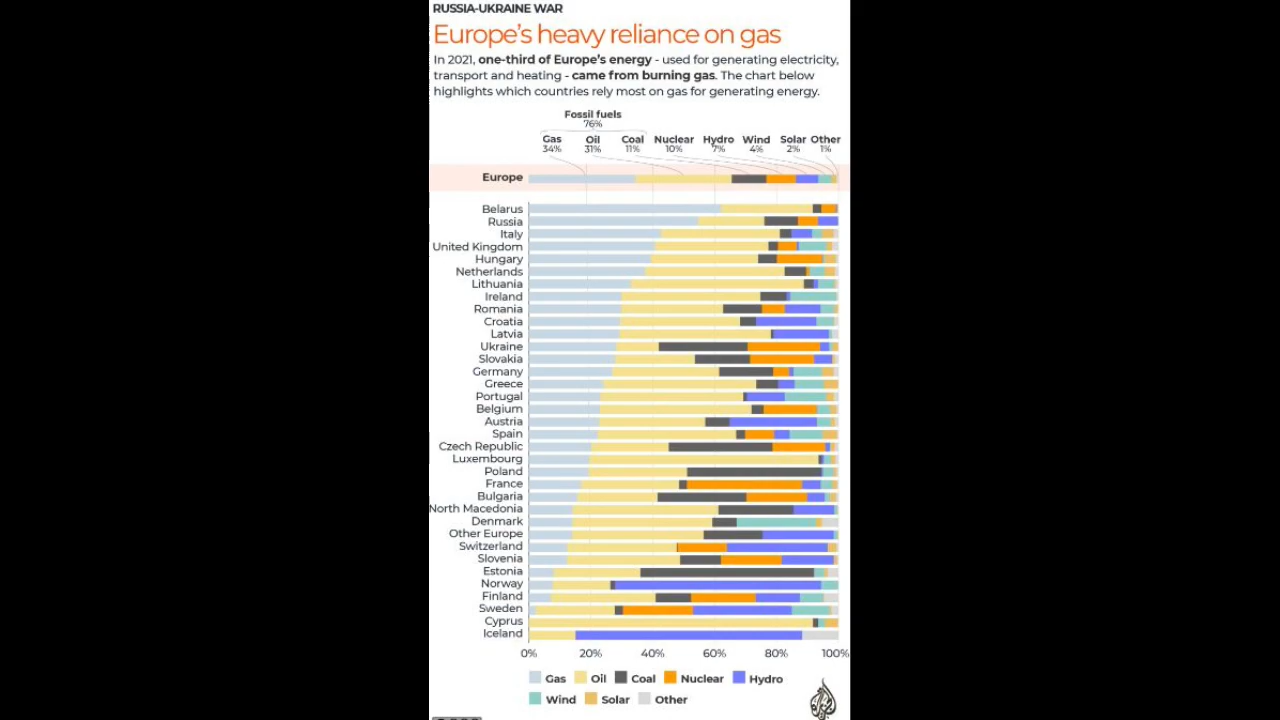 RUSSIA-UKRAINE WAR
Europe's heavy reliance on gas
In 2021, one-third of Europe's energy - used for generating electricity,
transport and heating - came from burning gas. The chart below
highlights which countries rely most on gas for generating energy.
Fossil fuels
76%
Gas Oil Coal Nuclear Hydro Wind Solar Other
34% 31% 11% 10% 7% 4% 2% 1%
Europe
Belarus
Russia
Italy
United Kingdom
Hungary
Netherlands
Lithuania
Ireland
Romania
Croatia
Latvia
Ukraine
Slovakia
Germany
Greece
Portugal
Belgium
Austria
Spain
Czech Republic
Luxembourg
Poland
France
Bulgaria
North Macedonia
Denmark
Other Europe
Switzerland
Slovenia
Estonia
Norway
Finland
Sweden
Cyprus
Iceland
0% 20% 40% 60% 80% 100%
Gas Oil Coal Nuclear Hydro
Wind Solar Other